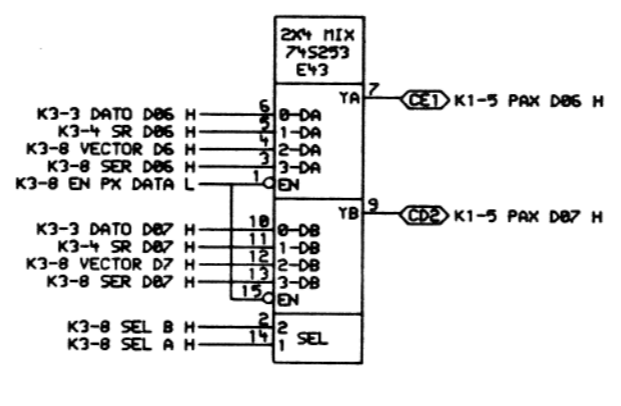 2X4 MIX
74S253
E43
YA 7 CE1 K1-5 PAX D06 H
K3-3 DATO D06 H 6 0-DA
K3-4 SR D06 H 5 1-DA
K3-8 VECTOR D6 H 4 2-DA
K3-8 SER D06 H 3 3-DA
K3-8 EN PX DATA L 1 EN
YB 9 CD2 K1-5 PAX D07 H
K3-3 DATO D07 H 10 0-DB
K3-4 SR D07 H 11 1-DB
K3-8 VECTOR D7 H 12 2-DB
K3-8 SER D07 H 13 3-DB
15 EN
K3-8 SEL B H 2 2
SEL
K3-8 SEL A H 14 1